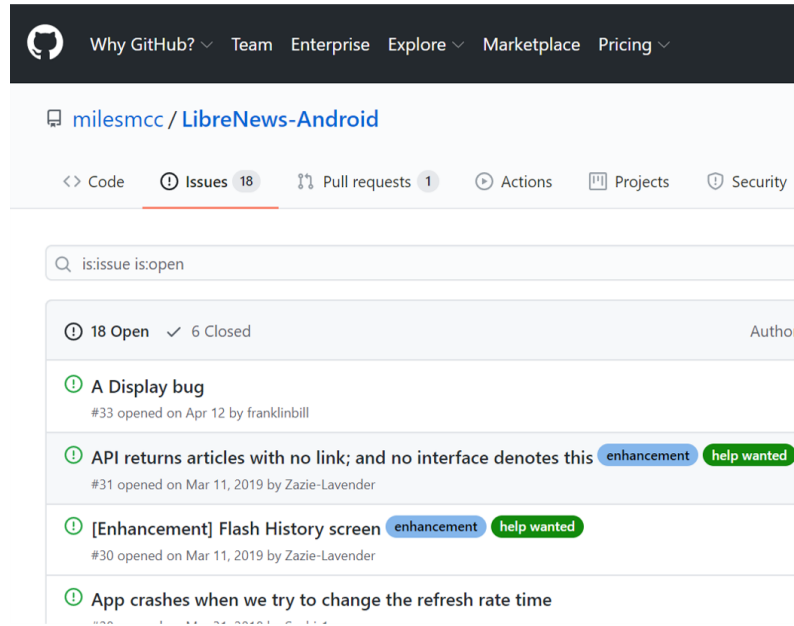 Why GitHub? Team Enterprise Explore Marketplace Pricing
milesmcc / LibreNews-Android
Code Issues 18 Pull requests 1 Actions Projects Security
is:issue is:open
18 Open 6 Closed Autho
A Display bug
#33 opened on Apr 12 by franklinbill
API returns articles with no link; and no interface denotes this enhancement help wanted
#31 opened on Mar 11, 2019 by Zazie-Lavender
[Enhancement] Flash History screen enhancement help wanted
#30 opened on Mar 11, 2019 by Zazie-Lavender
App crashes when we try to change the refresh rate time